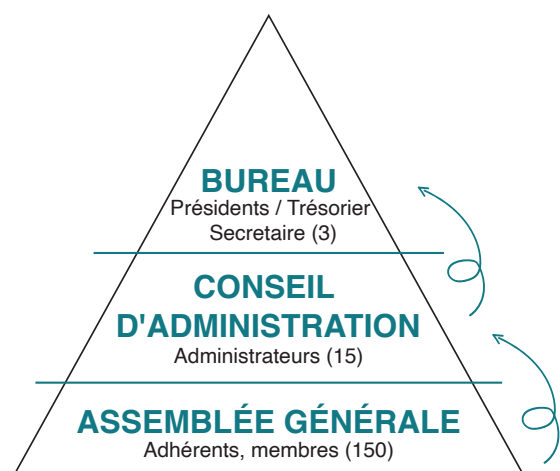 BUREAU
Présidents / Trésorier
Secretaire (3)
CONSEIL
D'ADMINISTRATION
Administrateurs (15)
ASSEMBLÉE GÉNÉRALE
Adhérents, membres (150)